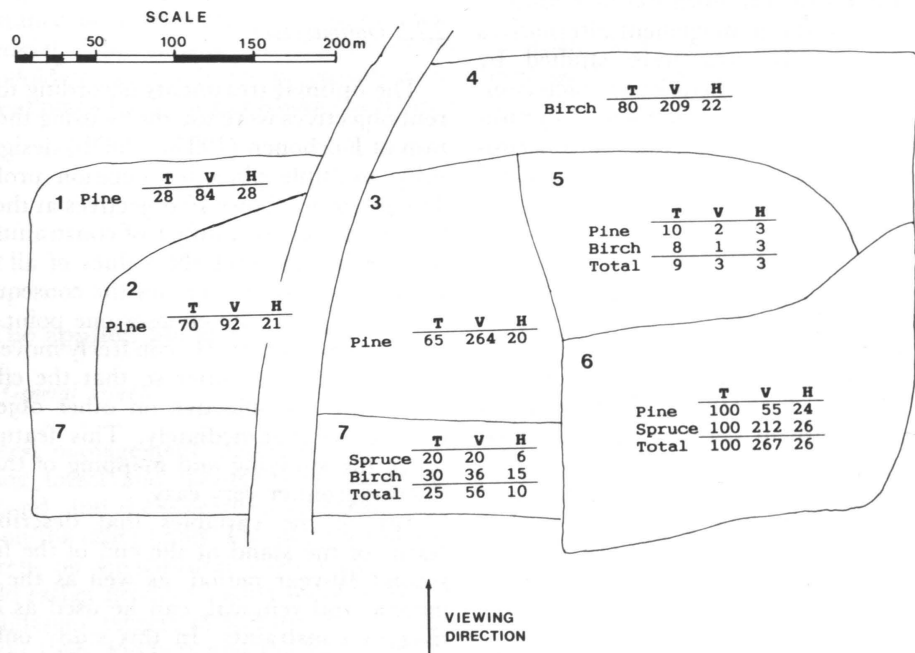 SCALE
0 10 50 100 150 200 m
4
T V H
Birch 80 209 22
1
T V H
Pine 28 84 28
3
5
T V H
Pine 10 2 3
Birch 8 1 3
Total 9 3 3
2
T V H
Pine 70 92 21
T V H
Pine 65 264 20
6
T V H
Pine 100 55 24
Spruce 100 212 26
Total 100 267 26
7
7
T V H
Spruce 20 20 6
Birch 30 36 15
Total 25 56 10
VIEWING
DIRECTION